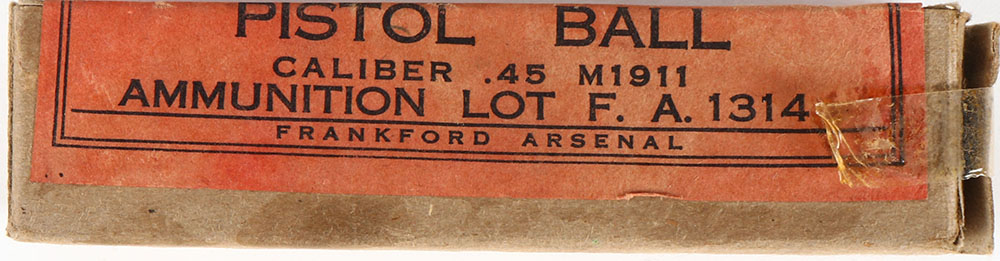 PISTOL BALL
CALIBER .45 M1911
AMMUNITION LOT F. A. 1314
FRANKFORD ARSENAL